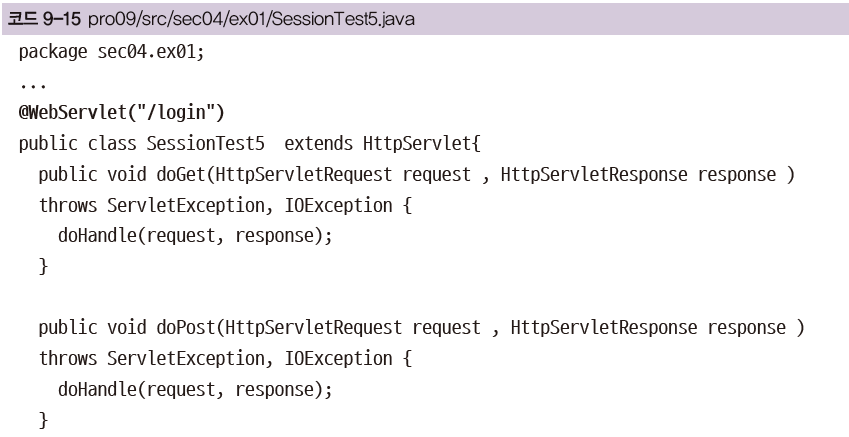 코드 9-15 pro09/src/sec04/ex01/SessionTest5.java
package sec04.ex01;
...
@WebServlet("/login")
public class SessionTest5  extends HttpServlet{
  public void doGet(HttpServletRequest request , HttpServletResponse response )
  throws ServletException, IOException {
    doHandle(request, response);
  }

  public void doPost(HttpServletRequest request , HttpServletResponse response )
  throws ServletException, IOException {
    doHandle(request, response);
  }